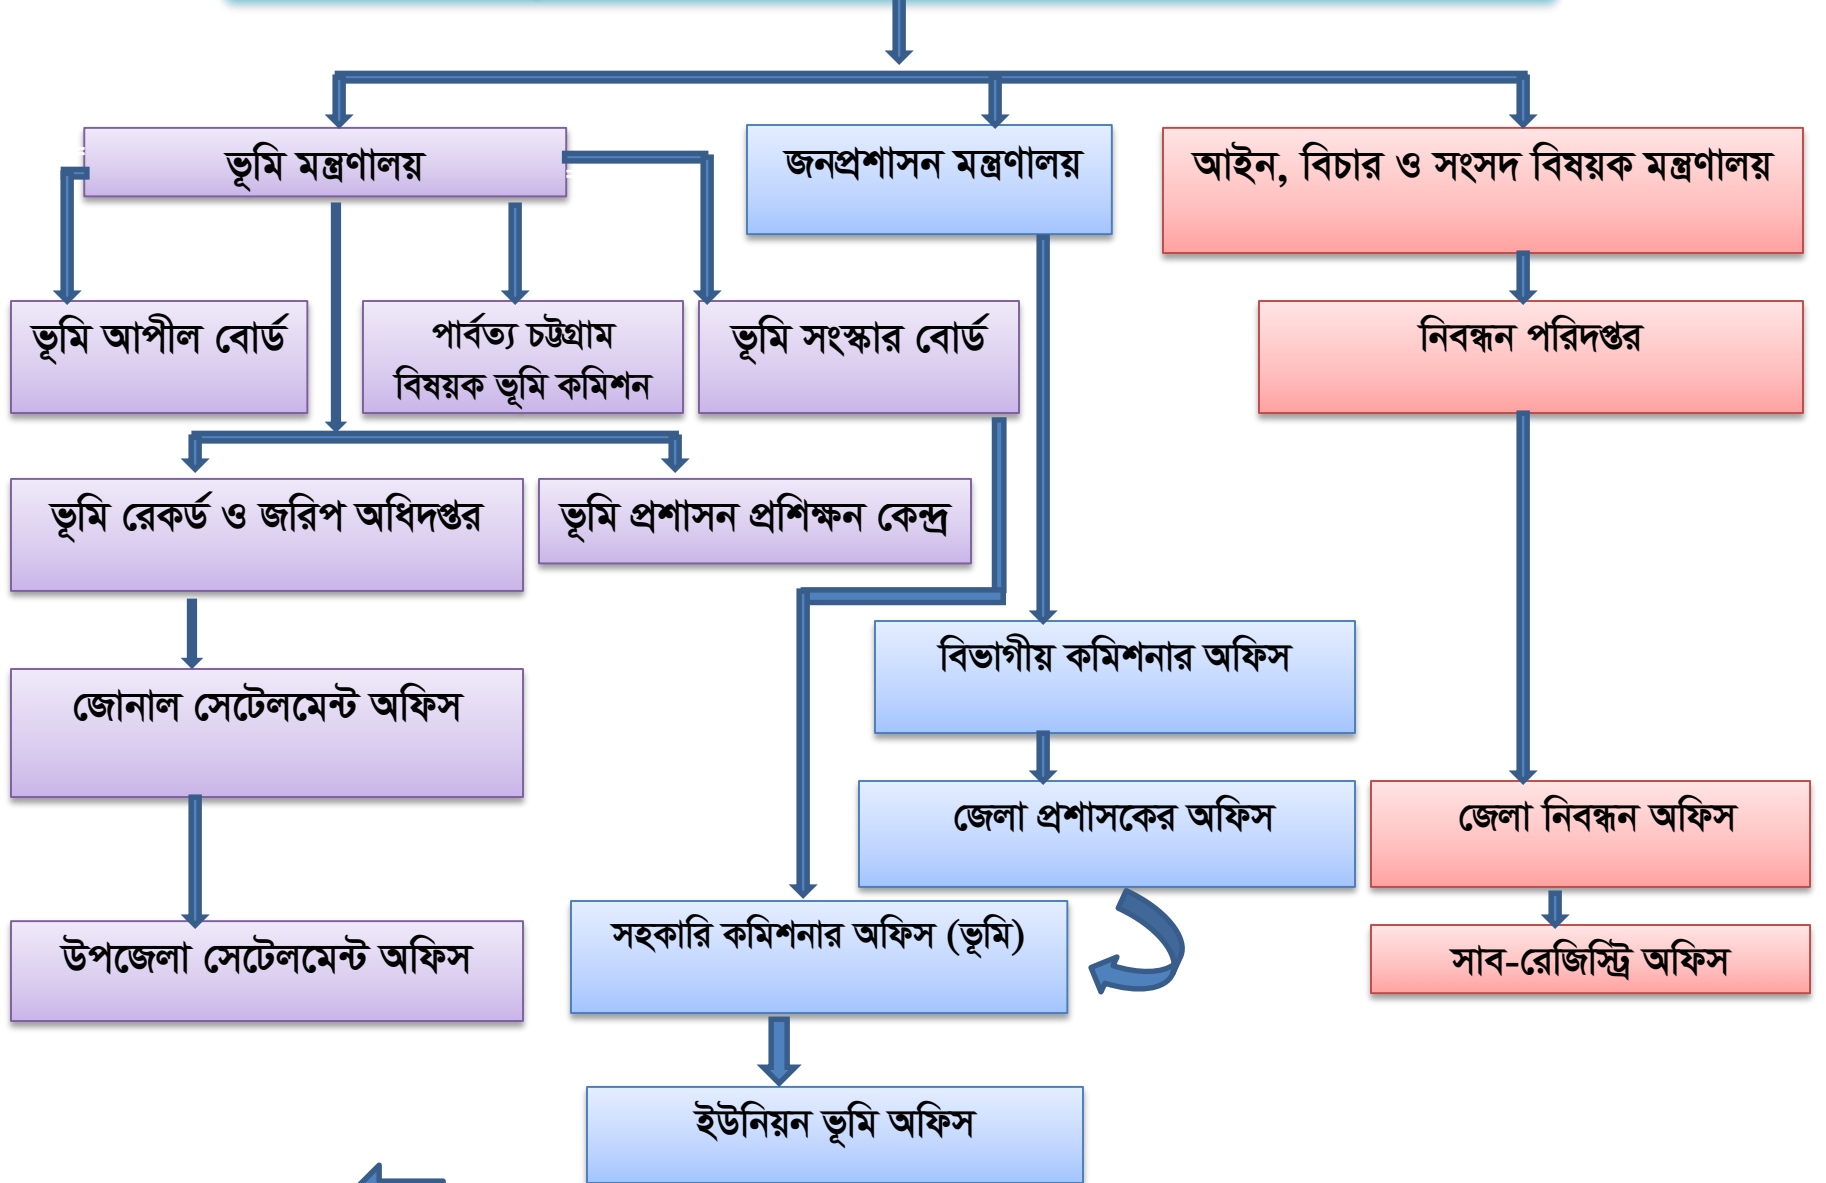 ভূমি মন্ত্রণালয়
জনপ্রশাসন মন্ত্রণালয়
আইন, বিচার ও সংসদ বিষয়ক মন্ত্রণালয়
ভূমি আপীল বোর্ড
পার্বত্য চট্টগ্রাম
বিষয়ক ভূমি কমিশন
ভূমি সংস্কার বোর্ড
নিবন্ধন পরিদপ্তর
ভূমি রেকর্ড ও জরিপ অধিদপ্তর
ভূমি প্রশাসন প্রশিক্ষন কেন্দ্র
বিভাগীয় কমিশনার অফিস
জোনাল সেটেলমেন্ট অফিস
জেলা প্রশাসকের অফিস
জেলা নিবন্ধন অফিস
সহকারি কমিশনার অফিস (ভূমি)
উপজেলা সেটেলমেন্ট অফিস
সাব-রেজিস্ট্রি অফিস
ইউনিয়ন ভূমি অফিস